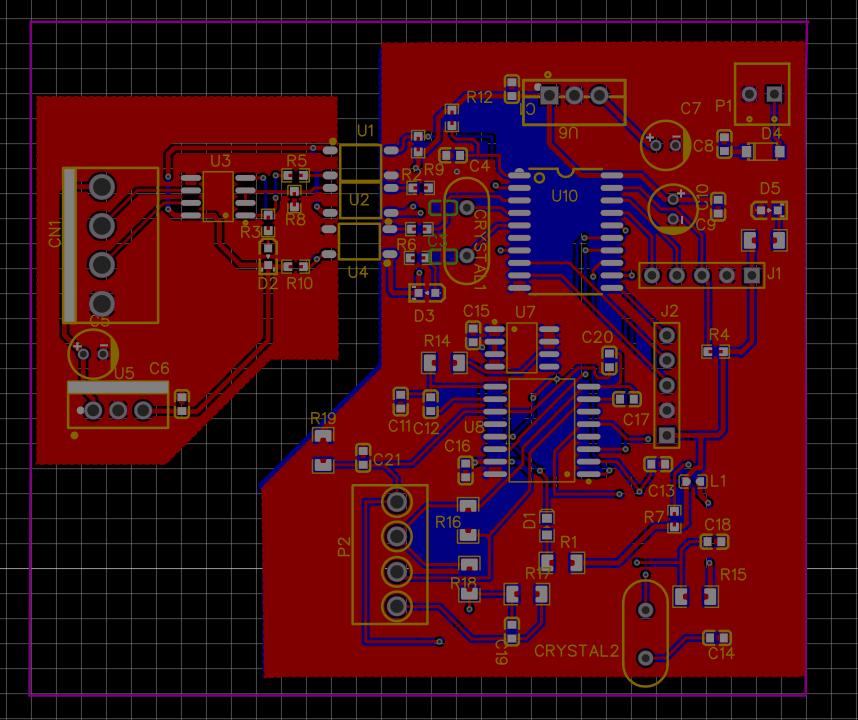 R12
C7
P1
U6
C8
D4
U1
R9
C4
U3
R5
R2
U10
D5
U2
R8
C9
CN1
R3
R6
CRYSTAL1
U4
D2
R10
J1
D3
C15
U7
J2
C5
R14
C20
R4
U5
C6
C11
C12
C17
R19
U8
C21
C16
C13
L1
R16
D1
R7
C18
P2
R1
R18
R17
R15
C19
CRYSTAL2
C14